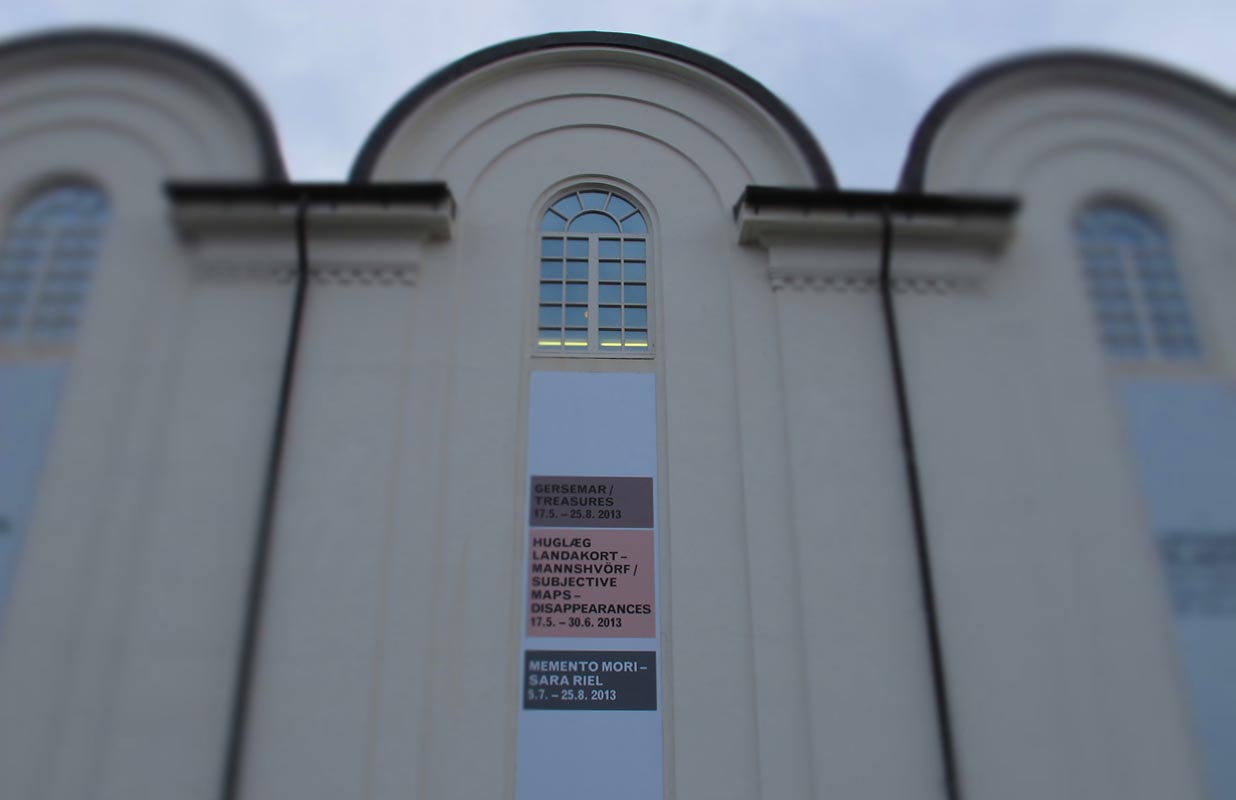 GERSEMAR /
TREASURES
17.5. – 25.8. 2013
HUGLÆG
LANDAKORT –
MANNSHVÖRF /
SUBJECTIVE
MAPS –
DISAPPEARANCES
17.5. – 30.6. 2013
MEMENTO MORI –
SARA RIEL
5.7. – 25.8. 2013